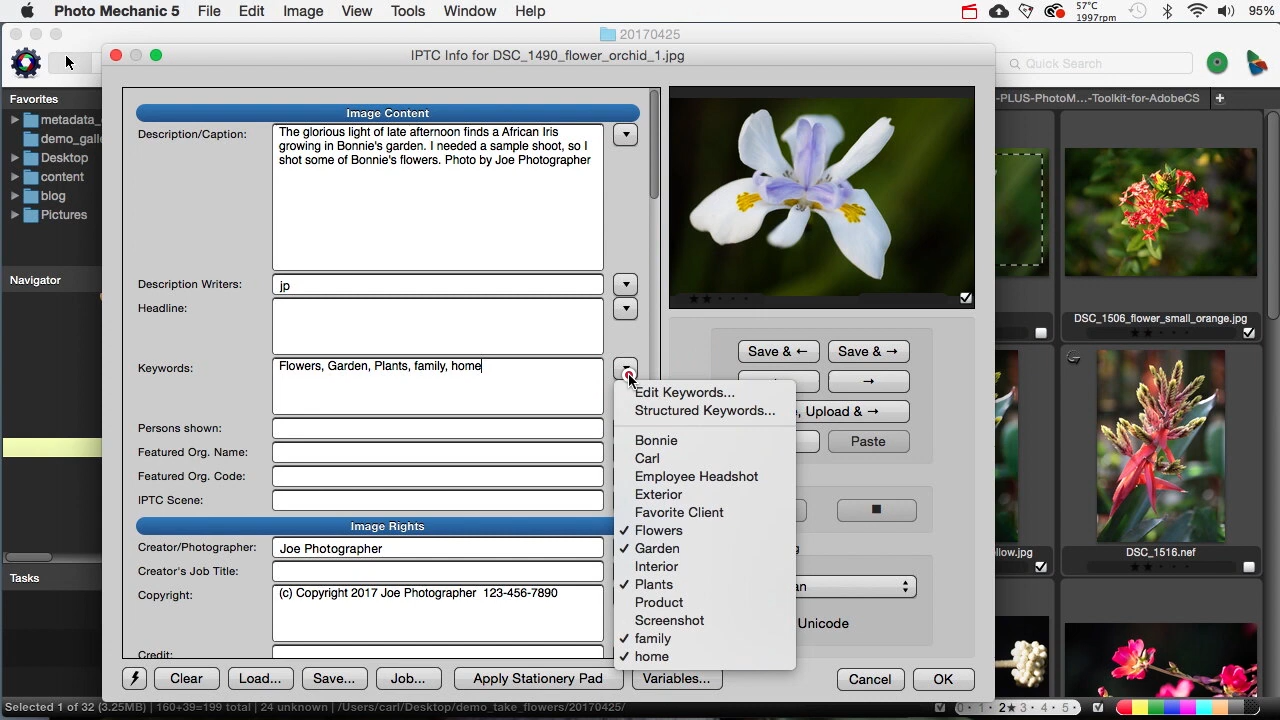 Photo Mechanic 5 File Edit Image View Tools Window Help 57°C 1997rpm 95%
20170425
IPTC Info for DSC_1490_flower_orchid_1.jpg
Quick Search
Favorites
-PLUS-PhotoM...-Toolkit-for-AdobeCS
metadata_
demo_gall
Desktop
content
blog
Pictures
Navigator
Tasks
Image Content
Description/Caption:
The glorious light of late afternoon finds a African Iris
growing in Bonnie's garden. I needed a sample shoot, so I
shot some of Bonnie's flowers. Photo by Joe Photographer
Description Writers: jp
Headline:
Keywords: Flowers, Garden, Plants, family, home
Persons shown:
Featured Org. Name:
Featured Org. Code:
IPTC Scene:
Image Rights
Creator/Photographer: Joe Photographer
Creator's Job Title:
Copyright: (c) Copyright 2017 Joe Photographer 123-456-7890
Credit:
Save & ← Save & →
→
, Upload & →
Paste
Edit Keywords...
Structured Keywords...
Bonnie
Carl
Employee Headshot
Exterior
Favorite Client
✓ Flowers
✓ Garden
Interior
✓ Plants
Product
Screenshot
✓ family
✓ home
an
Unicode
DSC_1506_flower_small_orange.jpg
llow.jpg
DSC_1516.nef
Clear Load... Save... Job... Apply Stationery Pad Variables... Cancel OK
Selected 1 of 32 (3.25MB) | 160+39=199 total | 24 unknown | /Users/carl/Desktop/demo_take_flowers/20170425/
0 · 1 · 2★ 3 · 4 · 5 ·